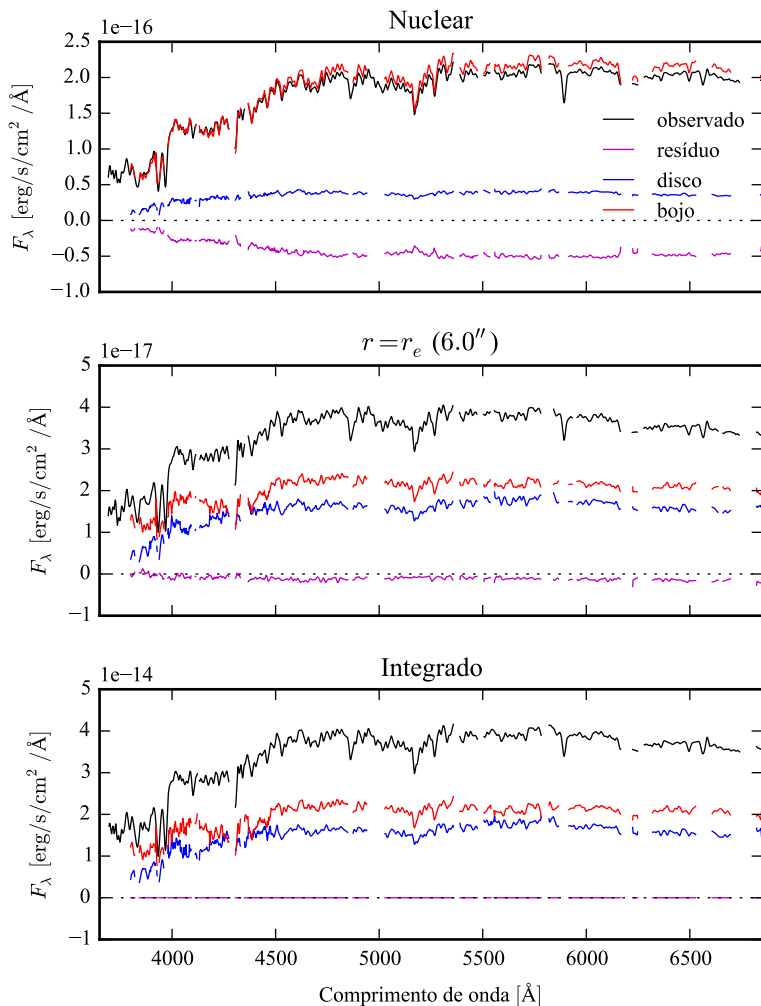 Nuclear
1e−16
2.5
2.0
1.5
1.0
0.5
0.0
−0.5
−1.0
F_λ [erg/s/cm² /Å]
observado
resíduo
disco
bojo
r = r_e (6.0″)
1e−17
5
4
3
2
1
0
−1
F_λ [erg/s/cm² /Å]
Integrado
1e−14
5
4
3
2
1
0
−1
F_λ [erg/s/cm² /Å]
4000 4500 5000 5500 6000 6500
Comprimento de onda [Å]